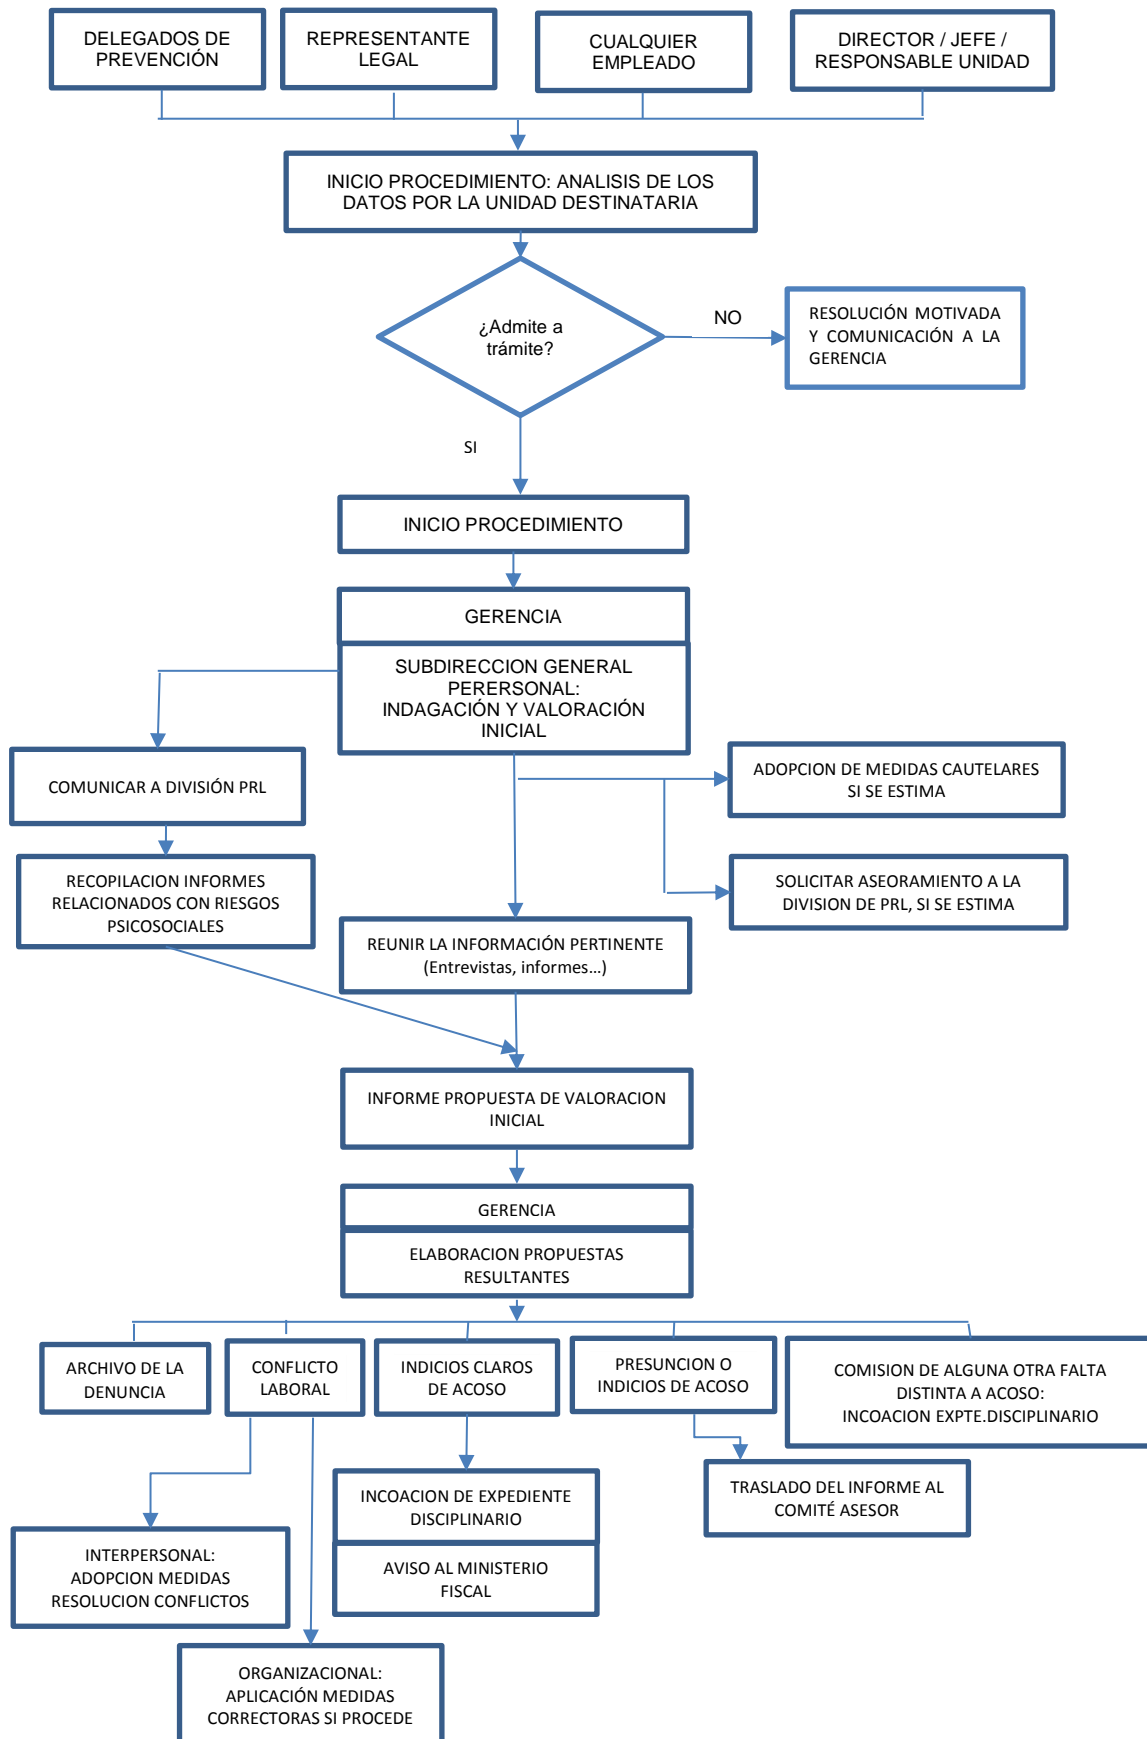 DELEGADOS DE
PREVENCIÓN
REPRESENTANTE
LEGAL
CUALQUIER
EMPLEADO
DIRECTOR / JEFE /
RESPONSABLE UNIDAD
INICIO PROCEDIMIENTO: ANALISIS DE LOS
DATOS POR LA UNIDAD DESTINATARIA
¿Admite a
trámite?
NO
RESOLUCIÓN MOTIVADA
Y COMUNICACIÓN A LA
GERENCIA
SI
INICIO PROCEDIMIENTO
GERENCIA
SUBDIRECCION GENERAL
PERERSONAL:
INDAGACIÓN Y VALORACIÓN
INICIAL
COMUNICAR A DIVISIÓN PRL
ADOPCION DE MEDIDAS CAUTELARES
SI SE ESTIMA
RECOPILACION INFORMES
RELACIONADOS CON RIESGOS
PSICOSOCIALES
SOLICITAR ASEORAMIENTO A LA
DIVISION DE PRL, SI SE ESTIMA
REUNIR LA INFORMACIÓN PERTINENTE
(Entrevistas, informes…)
INFORME PROPUESTA DE VALORACION
INICIAL
GERENCIA
ELABORACION PROPUESTAS
RESULTANTES
ARCHIVO DE LA
DENUNCIA
CONFLICTO
LABORAL
INDICIOS CLAROS
DE ACOSO
PRESUNCION O
INDICIOS DE ACOSO
COMISION DE ALGUNA OTRA FALTA
DISTINTA A ACOSO:
INCOACION EXPTE.DISCIPLINARIO
INCOACION DE EXPEDIENTE
DISCIPLINARIO
AVISO AL MINISTERIO
FISCAL
TRASLADO DEL INFORME AL
COMITÉ ASESOR
INTERPERSONAL:
ADOPCION MEDIDAS
RESOLUCION CONFLICTOS
ORGANIZACIONAL:
APLICACIÓN MEDIDAS
CORRECTORAS SI PROCEDE